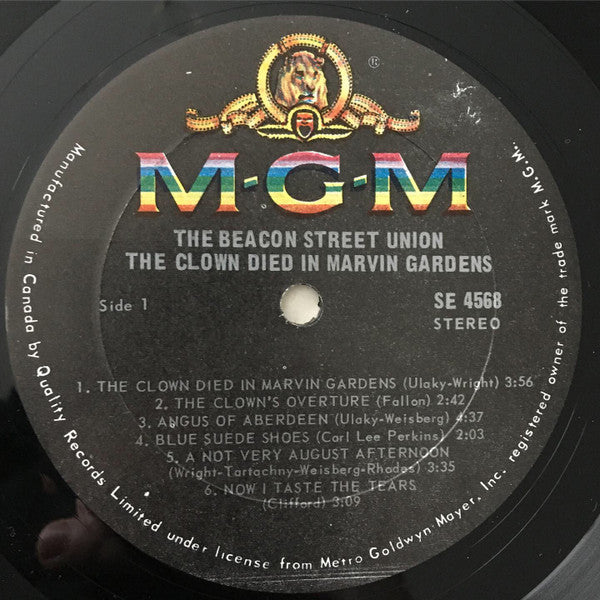 ®
M-G-M
THE BEACON STREET UNION
THE CLOWN DIED IN MARVIN GARDENS
Side 1
SE 4568
STEREO
1. THE CLOWN DIED IN MARVIN GARDENS (Ulaky-Wright) 3:56
2. THE CLOWN'S OVERTURE (Fallon) 2:42
3. ANGUS OF ABERDEEN (Ulaky-Weisberg) 4:37
4. BLUE SUEDE SHOES (Carl Lee Perkins) 2:03
5. A NOT VERY AUGUST AFTERNOON
(Wright-Tartachny-Weisberg-Rhodes) 3:35
6. NOW I TASTE THE TEARS
(Clifford) 3:09
Manufactured in Canada by Quality Records Limited under license from Metro Goldwyn-Mayer, Inc. registered owner of the trade mark M.G.M.